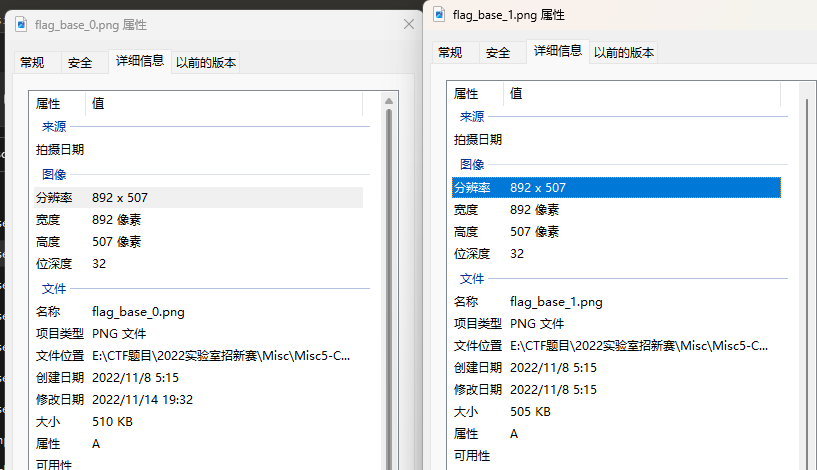 flag_base_0.png 属性
常规 安全 详细信息 以前的版本
属性 值
来源
拍摄日期
图像
分辨率 892 x 507
宽度 892 像素
高度 507 像素
位深度 32
文件
名称 flag_base_0.png
项目类型 PNG 文件
文件位置 E:\CTF题目\2022实验室招新赛\Misc\Misc5-C...
创建日期 2022/11/8 5:15
修改日期 2022/11/14 19:32
大小 510 KB
属性 A
可用性
flag_base_1.png 属性
常规 安全 详细信息 以前的版本
属性 值
来源
拍摄日期
图像
分辨率 892 x 507
宽度 892 像素
高度 507 像素
位深度 32
文件
名称 flag_base_1.png
项目类型 PNG 文件
文件位置 E:\CTF题目\2022实验室招新赛\Misc\Misc5-C...
创建日期 2022/11/8 5:15
修改日期 2022/11/8 5:15
大小 505 KB
属性 A
可用性